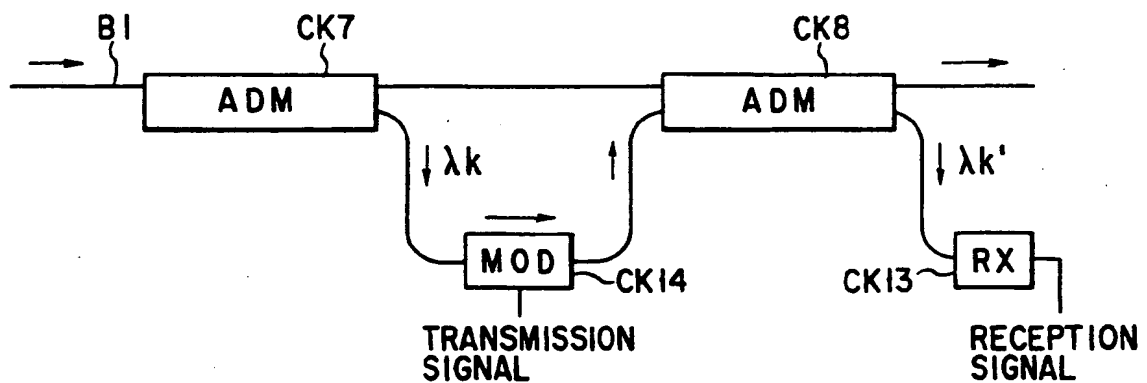 B1
CK7
CK8
ADM
ADM
λk
λk'
MOD
CK14
CK13
RX
TRANSMISSION
SIGNAL
RECEPTION
SIGNAL